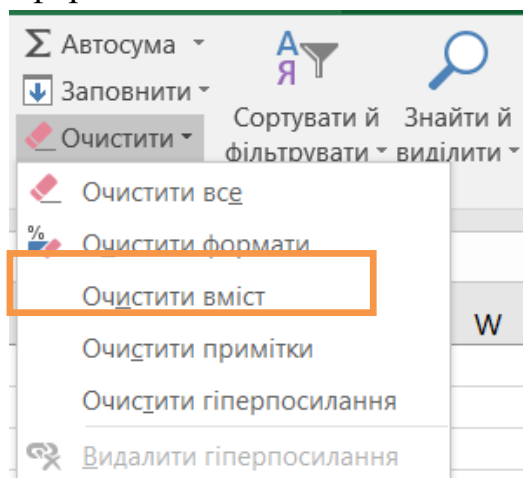 Автосума
Заповнити
Очистити
Сортувати й
фільтрувати
Знайти й
виділити
А
Я
Очистити все
%
Очистити формати
Очистити вміст
W
Очистити примітки
Очистити гіперпосилання
Видалити гіперпосилання